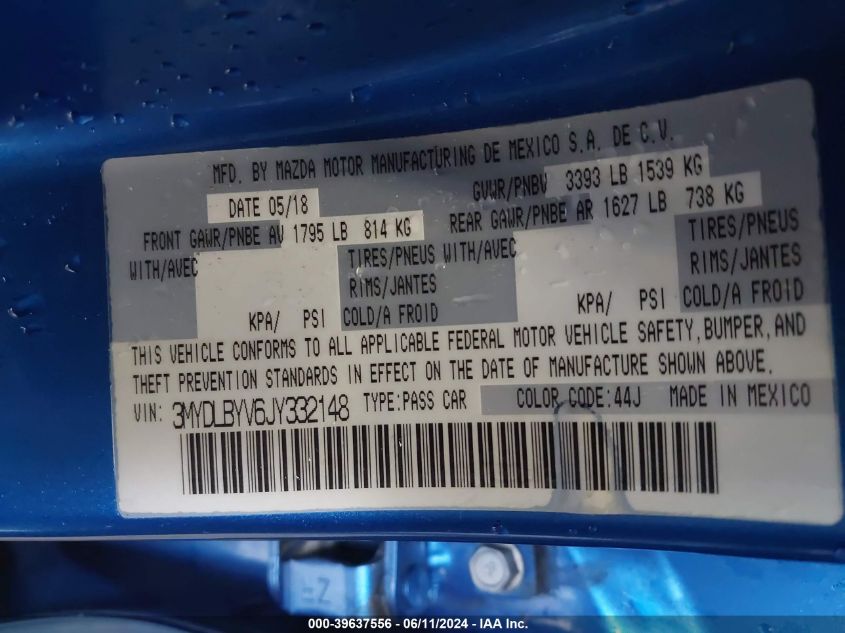 MFD. BY MAZDA MOTOR MANUFACTURING DE MEXICO S.A. DE C.V.
DATE 05/18 GVWR/PNBV 3393 LB 1539 KG
FRONT GAWR/PNBE AV 1795 LB 814 KG REAR GAWR/PNBE AR 1627 LB 738 KG
WITH/AVEC TIRES/PNEUS WITH/AVEC TIRES/PNEUS
RIMS/JANTES RIMS/JANTES
KPA/ PSI COLD/A FROID KPA/ PSI COLD/A FROID
THIS VEHICLE CONFORMS TO ALL APPLICABLE FEDERAL MOTOR VEHICLE SAFETY, BUMPER, AND
THEFT PREVENTION STANDARDS IN EFFECT ON THE DATE OF MANUFACTURE SHOWN ABOVE.
VIN: 3MYDLBYV6JY332148 TYPE:PASS CAR COLOR CODE:44J MADE IN MEXICO
=Z
000-39637556 - 06/11/2024 - IAA Inc.